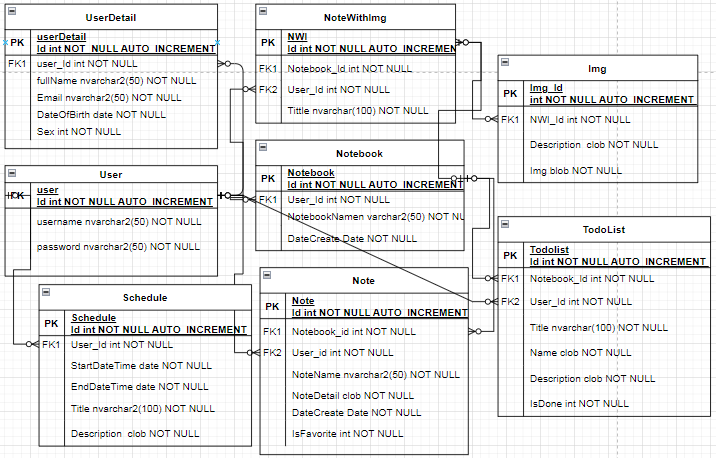 UserDetail
PK
userDetail
Id int NOT NULL AUTO_INCREMENT
FK1
user_Id int NOT NULL
fullName nvarchar2(50) NOT NULL
Email nvarchar2(50) NOT NULL
DateOfBirth date NOT NULL
Sex int NOT NULL
NoteWithImg
PK
NWI
Id int NOT NULL AUTO_INCREMENT
FK1
Notebook_Id int NOT NULL
FK2
User_Id int NOT NULL
Tittle nvarchar(100) NOT NULL
Img
PK
Img_Id
int NOT NULL AUTO_INCREMENT
FK1
NWI_Id int NOT NULL
Description clob NOT NULL
Img blob NOT NULL
User
PK
user
Id int NOT NULL AUTO_INCREMENT
username nvarchar2(50) NOT NULL
password nvarchar2(50) NOT NULL
Notebook
PK
Notebook
Id int NOT NULL AUTO_INCREMENT
FK1
User_Id int NOT NULL
NotebookNamen varchar2(50) NOT NUL
DateCreate Date NOT NULL
TodoList
PK
Todolist
Id int NOT NULL AUTO_INCREMENT
FK1
Notebook_Id int NOT NULL
FK2
User_Id int NOT NULL
Title nvarchar(100) NOT NULL
Name clob NOT NULL
Description clob NOT NULL
IsDone int NOT NULL
Schedule
PK
Schedule
Id int NOT NULL AUTO_INCREMENT
FK1
User_Id int NOT NULL
StartDateTime date NOT NULL
EndDateTime date NOT NULL
Title nvarchar2(100) NOT NULL
Description clob NOT NULL
Note
PK
Note
Id int NOT NULL AUTO_INCREMENT
FK1
Notebook_id int NOT NULL
FK2
User_id int NOT NULL
NoteName nvarchar2(50) NOT NULL
NoteDetail clob NOT NULL
DateCreate Date NOT NULL
IsFavorite int NOT NULL